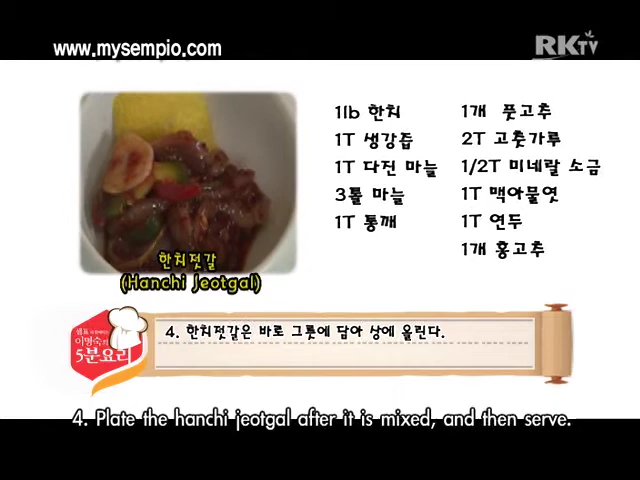 www.mysempio.com
RKTV
1lb 한치
1T 생강즙
1T 다진 마늘
3톨 마늘
1T 통깨
1개 풋고추
2T 고춧가루
1/2T 미네랄 소금
1T 맥아물엿
1T 연두
1개 홍고추
한치젓갈
(Hanchi Jeotgal)
샘표
이명숙의
5분요리
4. 한치젓갈은 바로 그릇에 담아 상에 올린다.
4. Plate the hanchi jeotgal after it is mixed, and then serve.